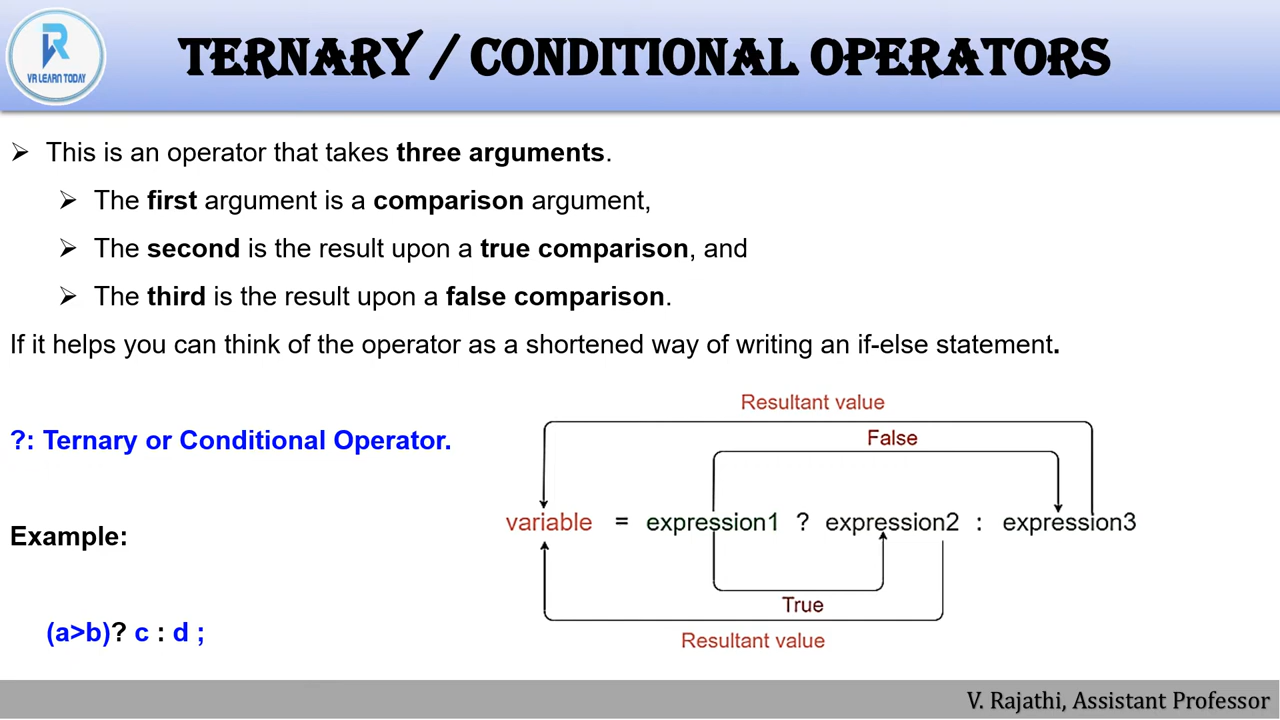 VR LEARN TODAY
TERNARY / CONDITIONAL OPERATORS
➢ This is an operator that takes three arguments.
➢ The first argument is a comparison argument,
➢ The second is the result upon a true comparison, and
➢ The third is the result upon a false comparison.
If it helps you can think of the operator as a shortened way of writing an if-else statement.
?: Ternary or Conditional Operator.
Example:
(a>b)? c : d ;
Resultant value
False
variable = expression1 ? expression2 : expression3
True
Resultant value
V. Rajathi, Assistant Professor